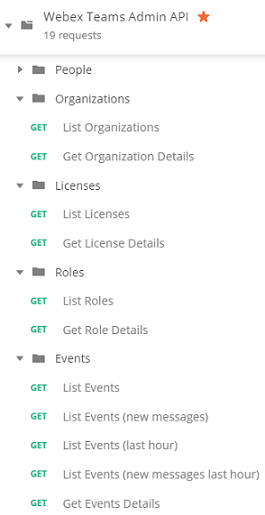 Webex Teams Admin API
19 requests
People
Organizations
GET List Organizations
GET Get Organization Details
Licenses
GET List Licenses
GET Get License Details
Roles
GET List Roles
GET Get Role Details
Events
GET List Events
GET List Events (new messages)
GET List Events (last hour)
GET List Events (new messages last hour)
GET Get Events Details